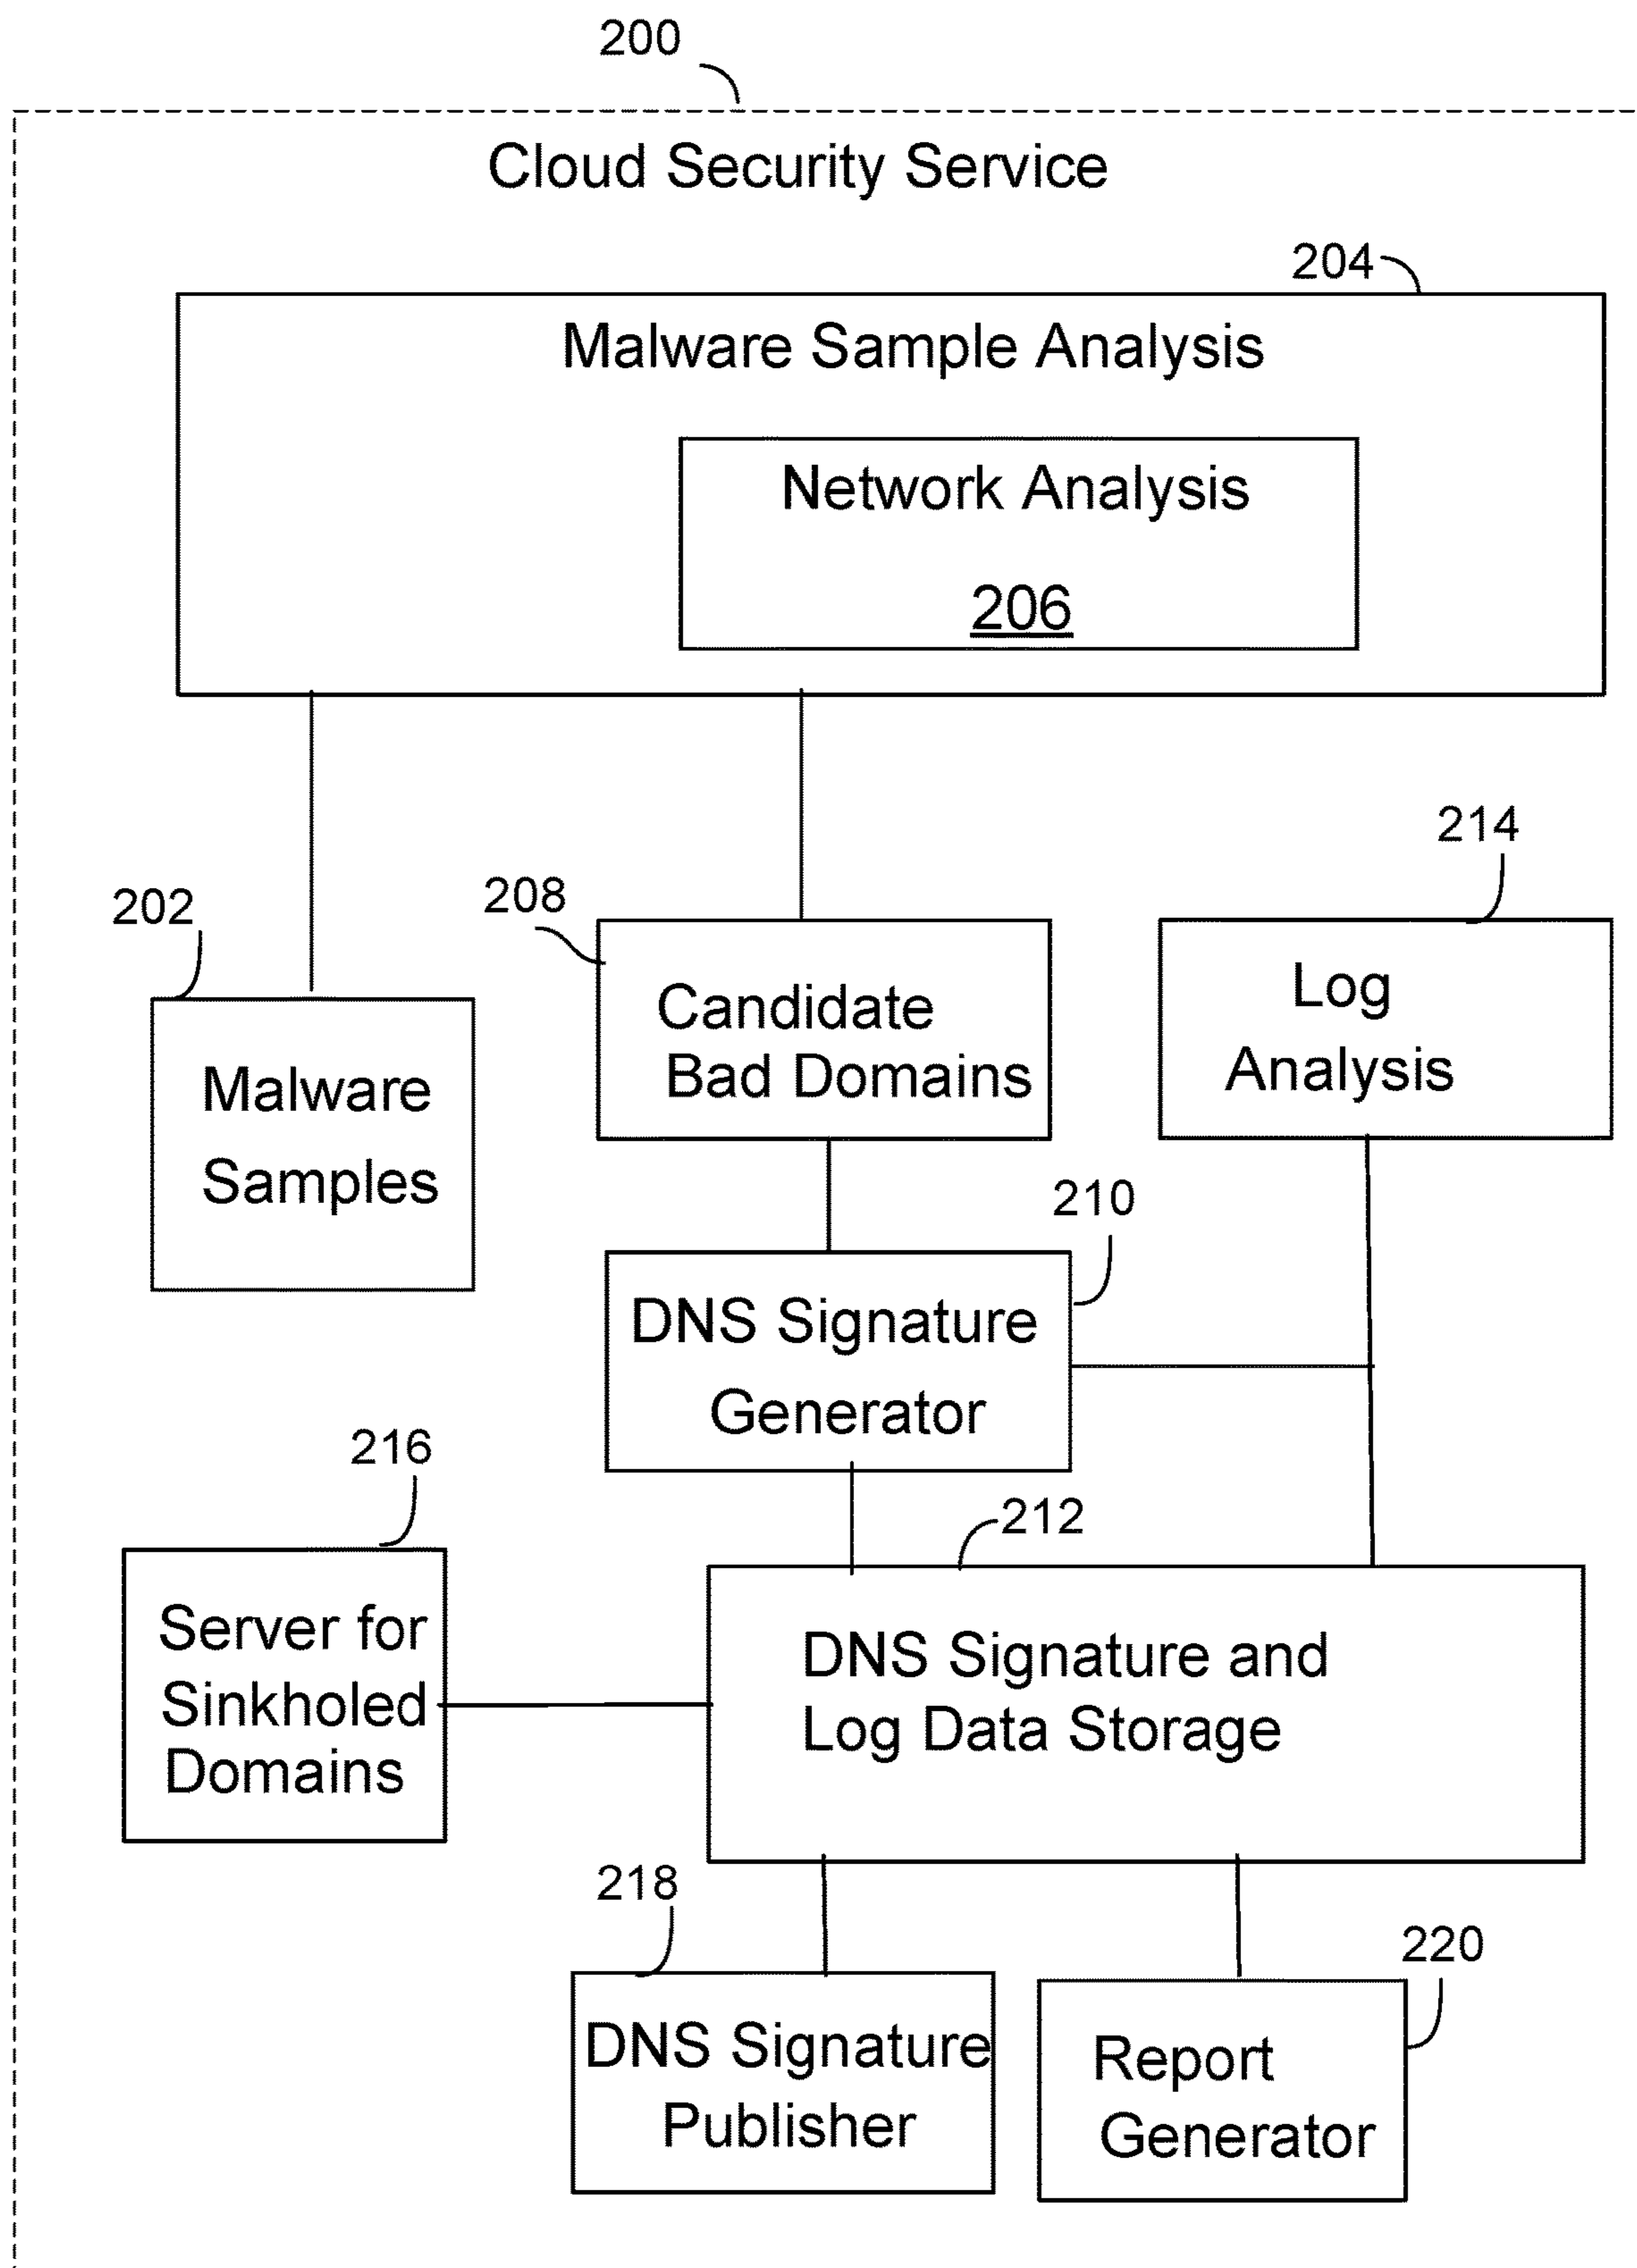 200
Cloud Security Service
204
Malware Sample Analysis
Network Analysis
206
214
202
208
Candidate
Bad Domains
Log
Analysis
Malware
Samples
210
DNS Signature
Generator
216
212
Server for
Sinkholed
Domains
DNS Signature and
Log Data Storage
218
220
DNS Signature
Publisher
Report
Generator